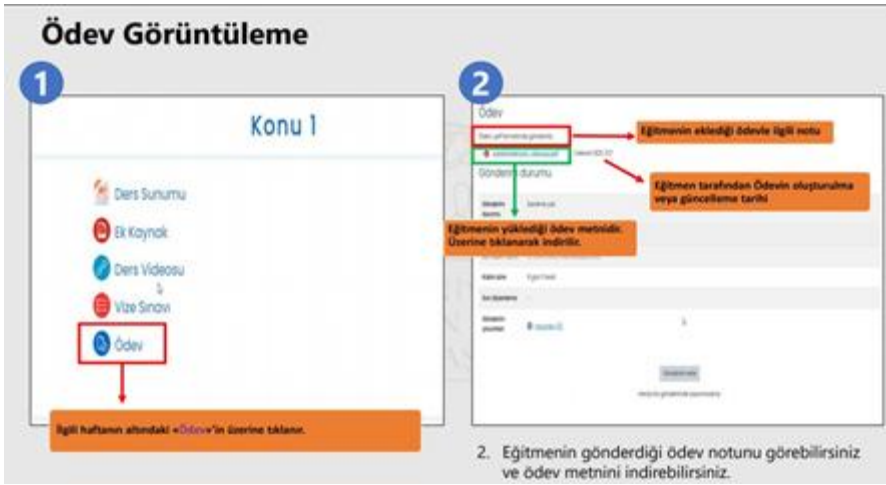 Ödev Görüntüleme
1
Konu 1
Ders Sunumu
Ek Kaynak
Ders Videosu
Vize Sınavı
Ödev
İlgili haftanın altındaki «Ödev»'in üzerine tıklanır.
2
Ödev
Eğitmenin eklediği ödevle ilgili notu
Gönderim durumu
Eğitmen tarafından Ödevin oluşturulma
veya güncelleme tarihi
Eğitmenin yüklediği ödev metnidir.
Üzerine tıklanarak indirilir.
2. Eğitmenin gönderdiği ödev notunu görebilirsiniz
ve ödev metnini indirebilirsiniz.